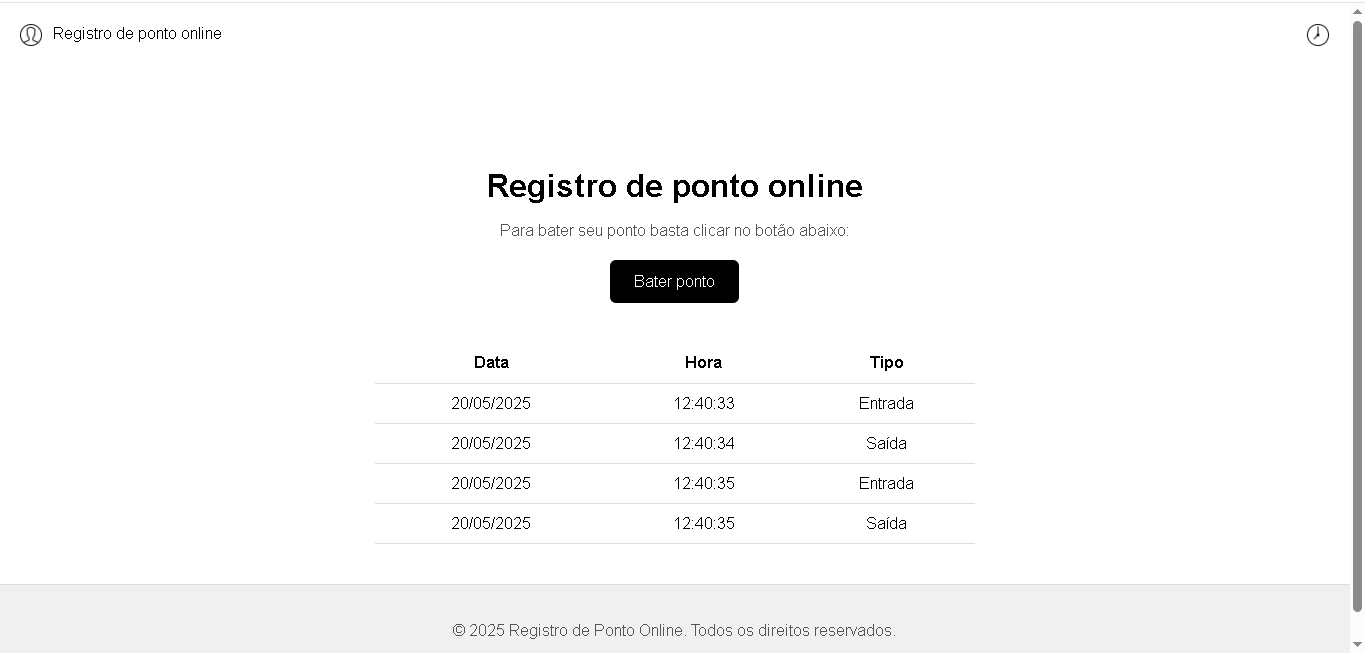 Registro de ponto online
Registro de ponto online
Para bater seu ponto basta clicar no botão abaixo:
Bater ponto
Data Hora Tipo
20/05/2025 12:40:33 Entrada
20/05/2025 12:40:34 Saída
20/05/2025 12:40:35 Entrada
20/05/2025 12:40:35 Saída
© 2025 Registro de Ponto Online. Todos os direitos reservados.